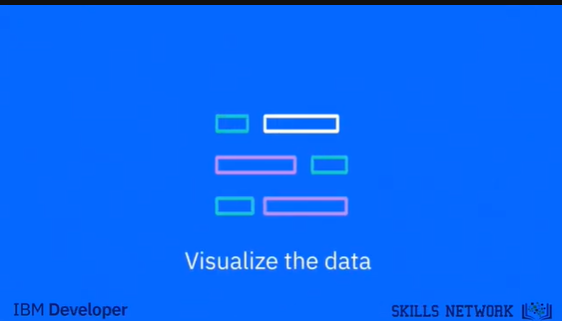 Visualize the data
IBM Developer
SKILLS NETWORK